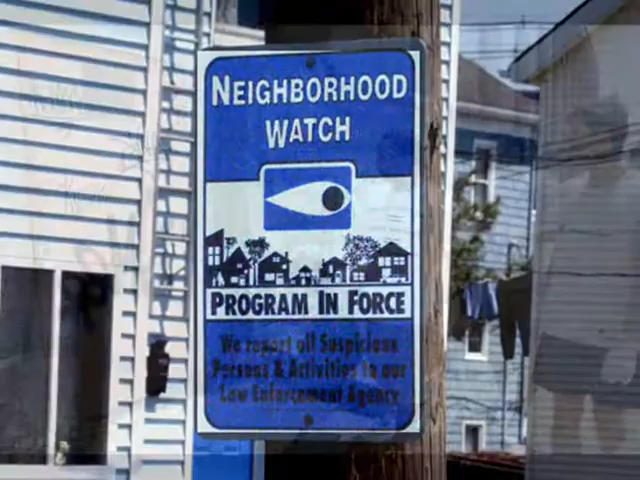 NEIGHBORHOOD
WATCH
PROGRAM IN FORCE
We report all Suspicious
Persons & Activities to our
Law Enforcement Agency